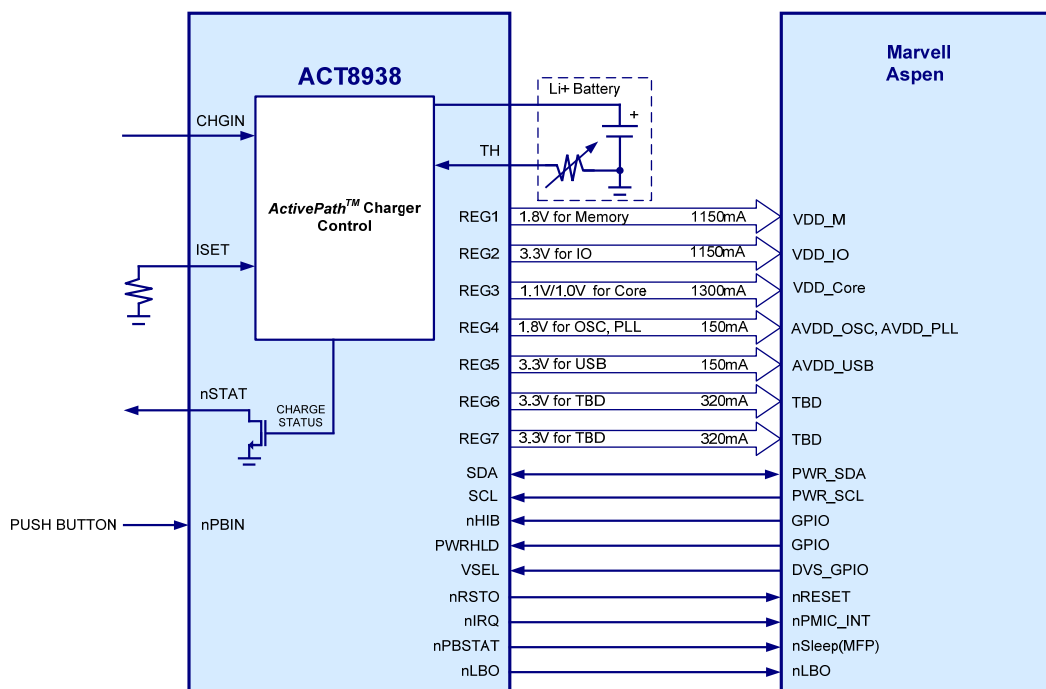 ACT8938
Marvell
Aspen
Li+ Battery
+
CHGIN
TH
ActivePath™ Charger
Control
ISET
nSTAT
CHARGE
STATUS
PUSH BUTTON
nPBIN
REG1 1.8V for Memory 1150mA VDD_M
REG2 3.3V for IO 1150mA VDD_IO
REG3 1.1V/1.0V for Core 1300mA VDD_Core
REG4 1.8V for OSC, PLL 150mA AVDD_OSC, AVDD_PLL
REG5 3.3V for USB 150mA AVDD_USB
REG6 3.3V for TBD 320mA TBD
REG7 3.3V for TBD 320mA TBD
SDA PWR_SDA
SCL PWR_SCL
nHIB GPIO
PWRHLD GPIO
VSEL DVS_GPIO
nRSTO nRESET
nIRQ nPMIC_INT
nPBSTAT nSleep(MFP)
nLBO nLBO